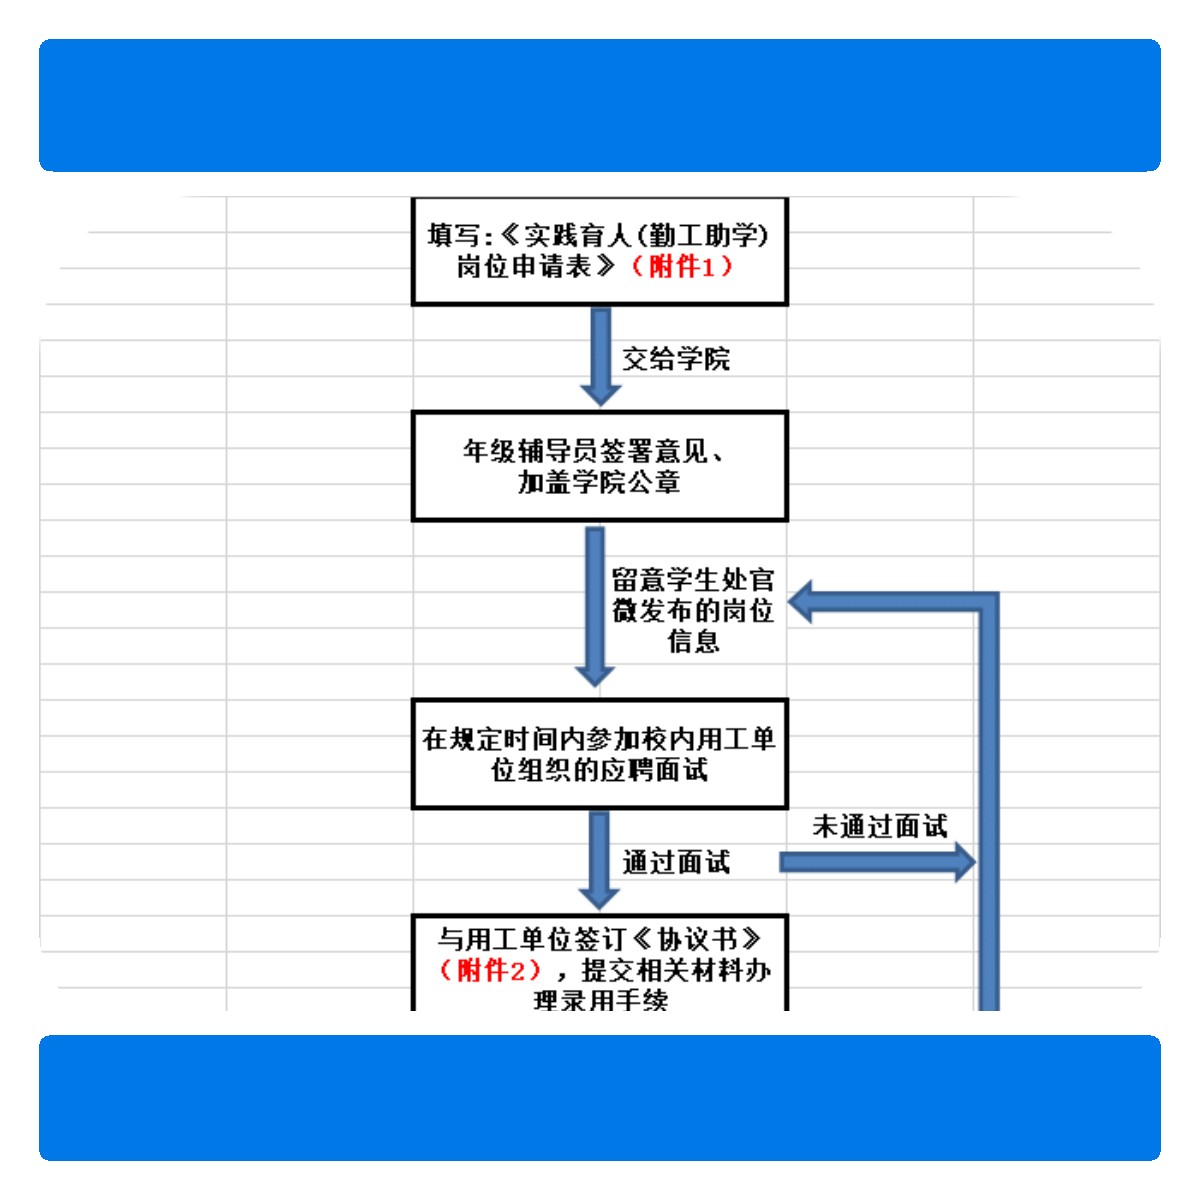 填写:《实践育人(勤工助学)
岗位申请表》（附件1）
交给学院
年级辅导员签署意见、
加盖学院公章
留意学生处官
微发布的岗位
信息
在规定时间内参加校内用工单
位组织的应聘面试
未通过面试
通过面试
与用工单位签订《协议书》
（附件2），提交相关材料办
理录用手续